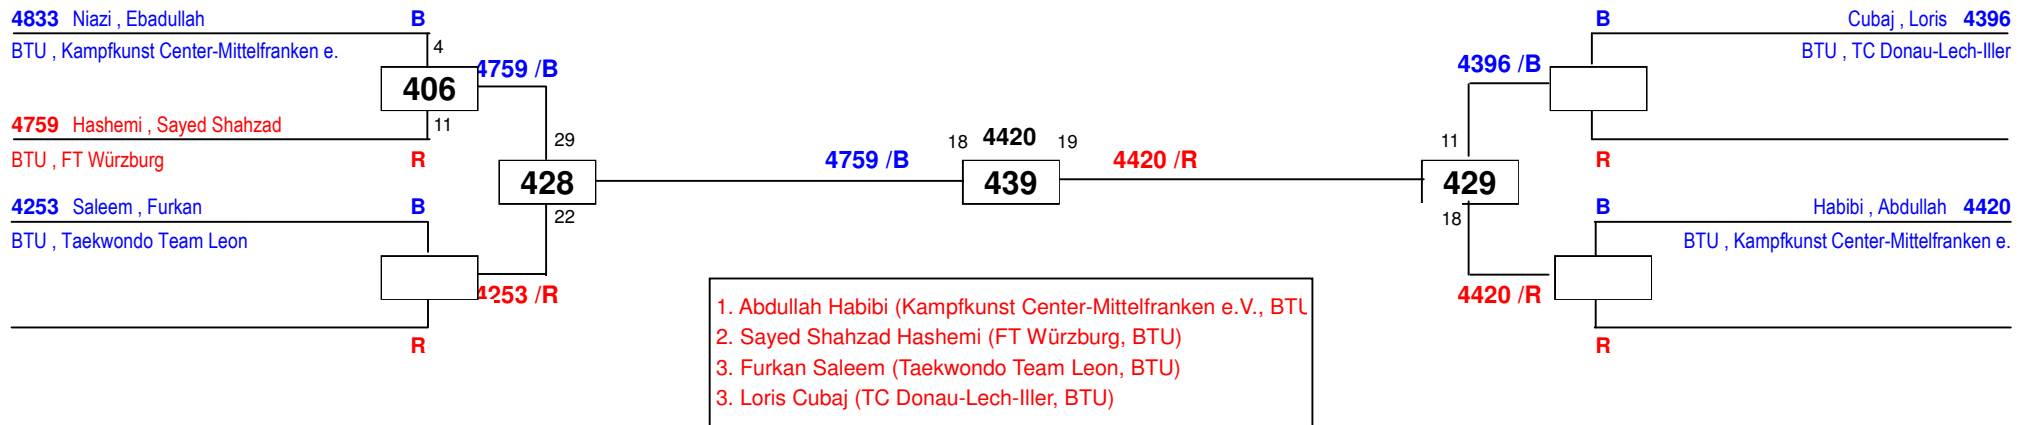 4833 Niazi , Ebadullah B
BTU , Kampfkunst Center-Mittelfranken e.
4
4759 /B
406
4759 Hashemi , Sayed Shahzad
11
BTU , FT Würzburg R
29
428
22
4253 Saleem , Furkan B
BTU , Taekwondo Team Leon
4253 /R
R
4759 /B
18 4420 19
439
4420 /R
B Cubaj , Loris 4396
BTU , TC Donau-Lech-Iller
4396 /B
R
11
429
18
B Habibi , Abdullah 4420
BTU , Kampfkunst Center-Mittelfranken e.
4420 /R
R
1. Abdullah Habibi (Kampfkunst Center-Mittelfranken e.V., BTU
2. Sayed Shahzad Hashemi (FT Würzburg, BTU)
3. Furkan Saleem (Taekwondo Team Leon, BTU)
3. Loris Cubaj (TC Donau-Lech-Iller, BTU)